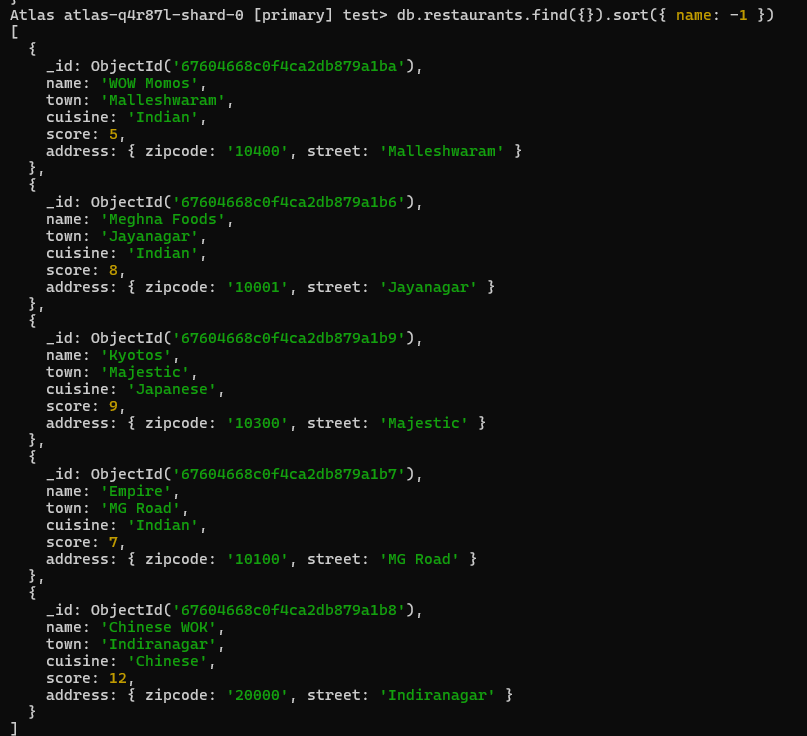 Atlas atlas-q4r87l-shard-0 [primary] test> db.restaurants.find({}).sort({ name: -1 })
[
  {
    _id: ObjectId('67604668c0f4ca2db879a1ba'),
    name: 'WOW Momos',
    town: 'Malleshwaram',
    cuisine: 'Indian',
    score: 5,
    address: { zipcode: '10400', street: 'Malleshwaram' }
  },
  {
    _id: ObjectId('67604668c0f4ca2db879a1b6'),
    name: 'Meghna Foods',
    town: 'Jayanagar',
    cuisine: 'Indian',
    score: 8,
    address: { zipcode: '10001', street: 'Jayanagar' }
  },
  {
    _id: ObjectId('67604668c0f4ca2db879a1b9'),
    name: 'Kyotos',
    town: 'Majestic',
    cuisine: 'Japanese',
    score: 9,
    address: { zipcode: '10300', street: 'Majestic' }
  },
  {
    _id: ObjectId('67604668c0f4ca2db879a1b7'),
    name: 'Empire',
    town: 'MG Road',
    cuisine: 'Indian',
    score: 7,
    address: { zipcode: '10100', street: 'MG Road' }
  },
  {
    _id: ObjectId('67604668c0f4ca2db879a1b8'),
    name: 'Chinese WOK',
    town: 'Indiranagar',
    cuisine: 'Chinese',
    score: 12,
    address: { zipcode: '20000', street: 'Indiranagar' }
  }
]